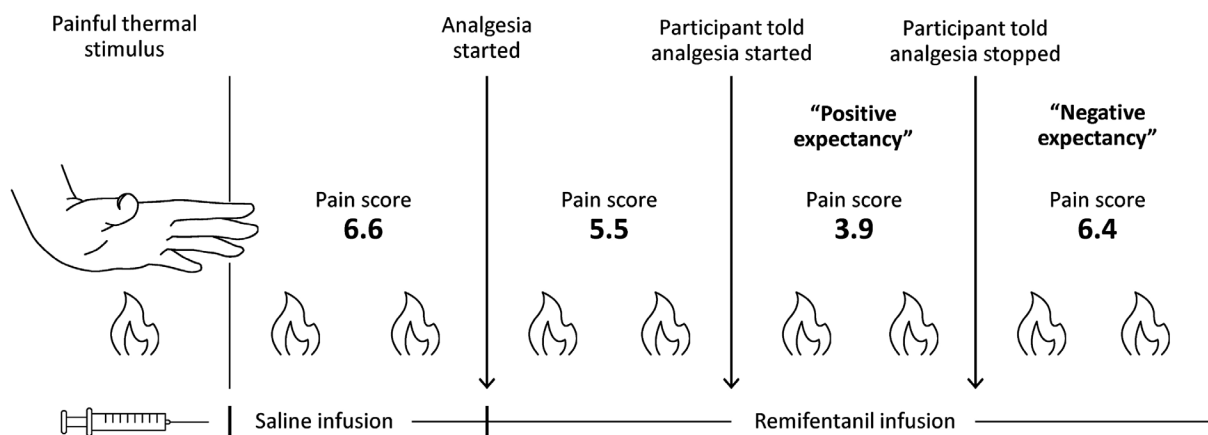 Painful thermal
stimulus
Analgesia
started
Participant told
analgesia started
Participant told
analgesia stopped
“Positive
expectancy”
“Negative
expectancy”
Pain score
6.6
Pain score
5.5
Pain score
3.9
Pain score
6.4
Saline infusion
Remifentanil infusion